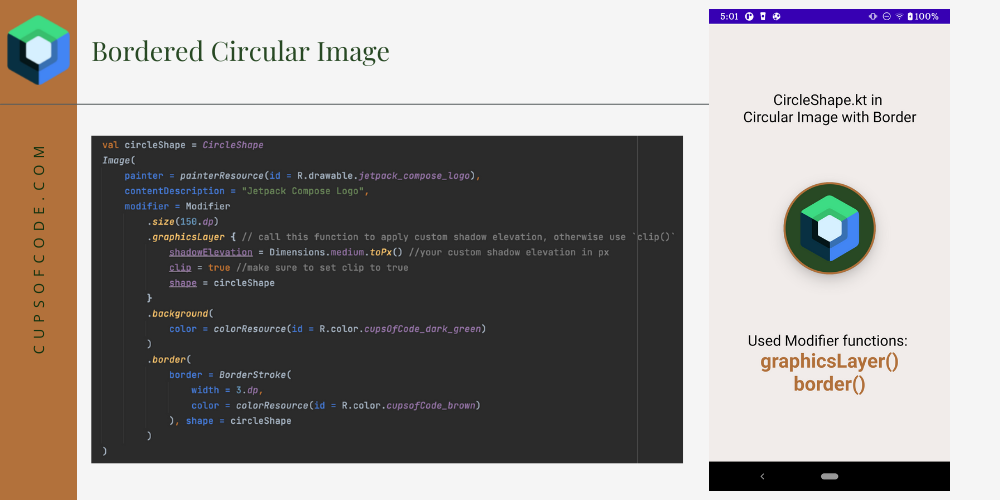 Bordered Circular Image
CUPSOFCODE.COM
val circleShape = CircleShape
Image(
painter = painterResource(id = R.drawable.jetpack_compose_logo),
contentDescription = "Jetpack Compose Logo",
modifier = Modifier
.size(150.dp)
.graphicsLayer { // call this function to apply custom shadow elevation, otherwise use `clip()`
shadowElevation = Dimensions.medium.toPx() //your custom shadow elevation in px
clip = true //make sure to set clip to true
shape = circleShape
}
.background(
color = colorResource(id = R.color.cupsOfCode_dark_green)
)
.border(
border = BorderStroke(
width = 3.dp,
color = colorResource(id = R.color.cupsofCode_brown)
), shape = circleShape
)
)
5:01 100%
CircleShape.kt in
Circular Image with Border
Used Modifier functions:
graphicsLayer()
border()